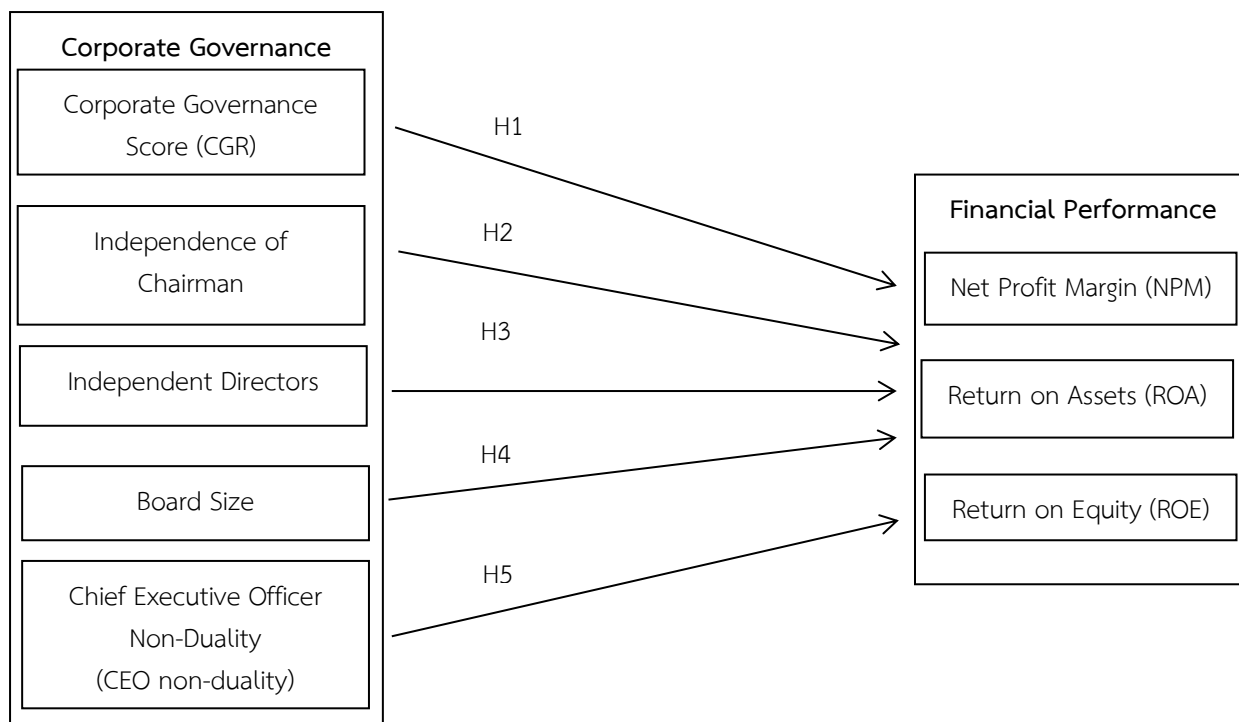 Corporate Governance
Corporate Governance
Score (CGR)
Independence of
Chairman
Independent Directors
Board Size
Chief Executive Officer
Non-Duality
(CEO non-duality)
H1
H2
H3
H4
H5
Financial Performance
Net Profit Margin (NPM)
Return on Assets (ROA)
Return on Equity (ROE)